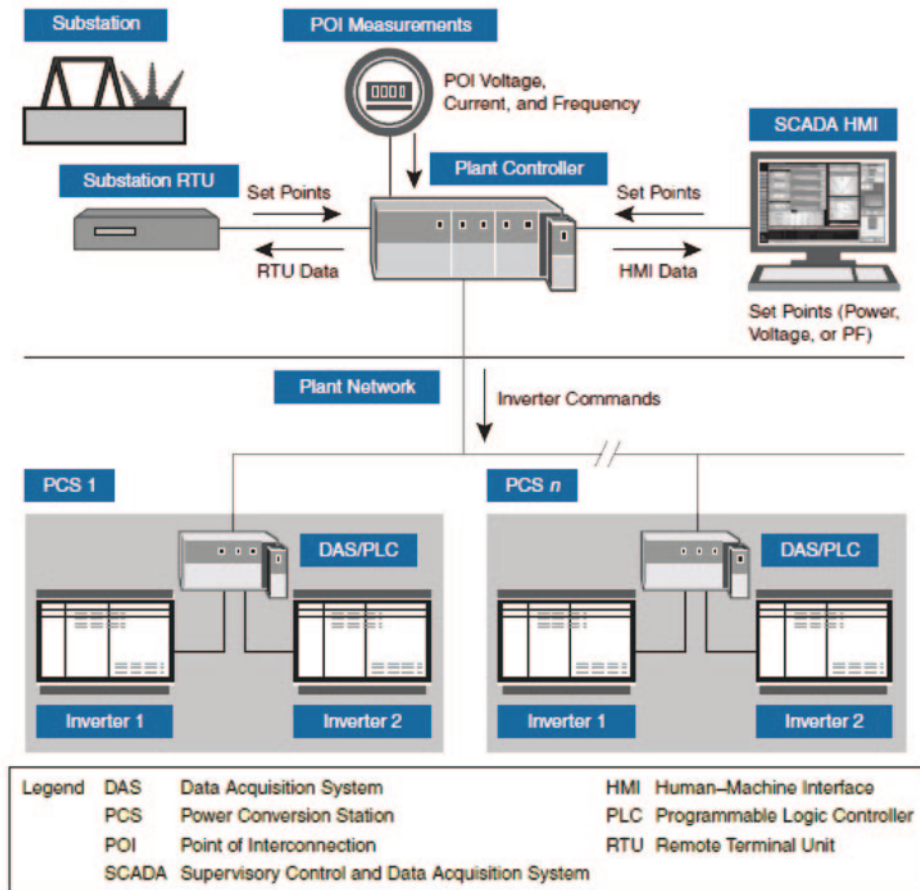 Substation
POI Measurements
POI Voltage,
Current, and Frequency
SCADA HMI
Substation RTU
Set Points
Plant Controller
Set Points
RTU Data
HMI Data
Set Points (Power,
Voltage, or PF)
Plant Network
Inverter Commands
PCS 1
PCS n
DAS/PLC
DAS/PLC
Inverter 1
Inverter 2
Inverter 1
Inverter 2
Legend DAS Data Acquisition System HMI Human–Machine Interface
PCS Power Conversion Station PLC Programmable Logic Controller
POI Point of Interconnection RTU Remote Terminal Unit
SCADA Supervisory Control and Data Acquisition System